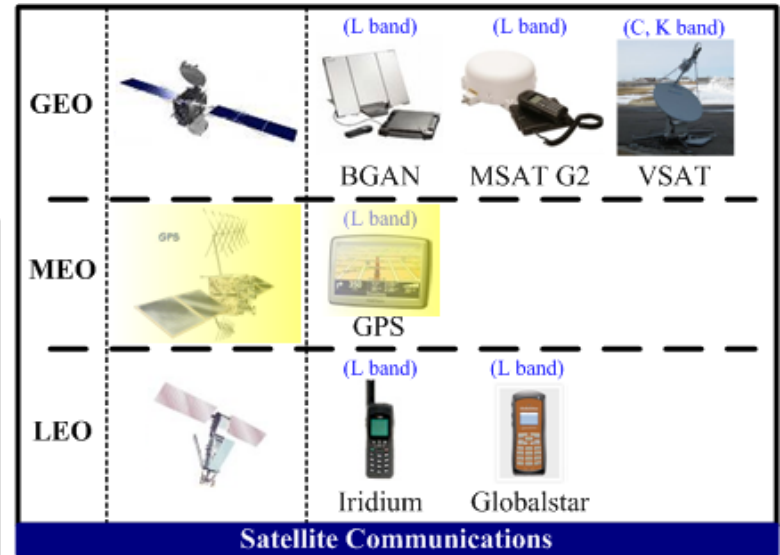 (L band) (L band) (C, K band)
GEO
BGAN MSAT G2 VSAT
(L band)
GPS
MEO
GPS
(L band) (L band)
LEO
Iridium Globalstar
Satellite Communications